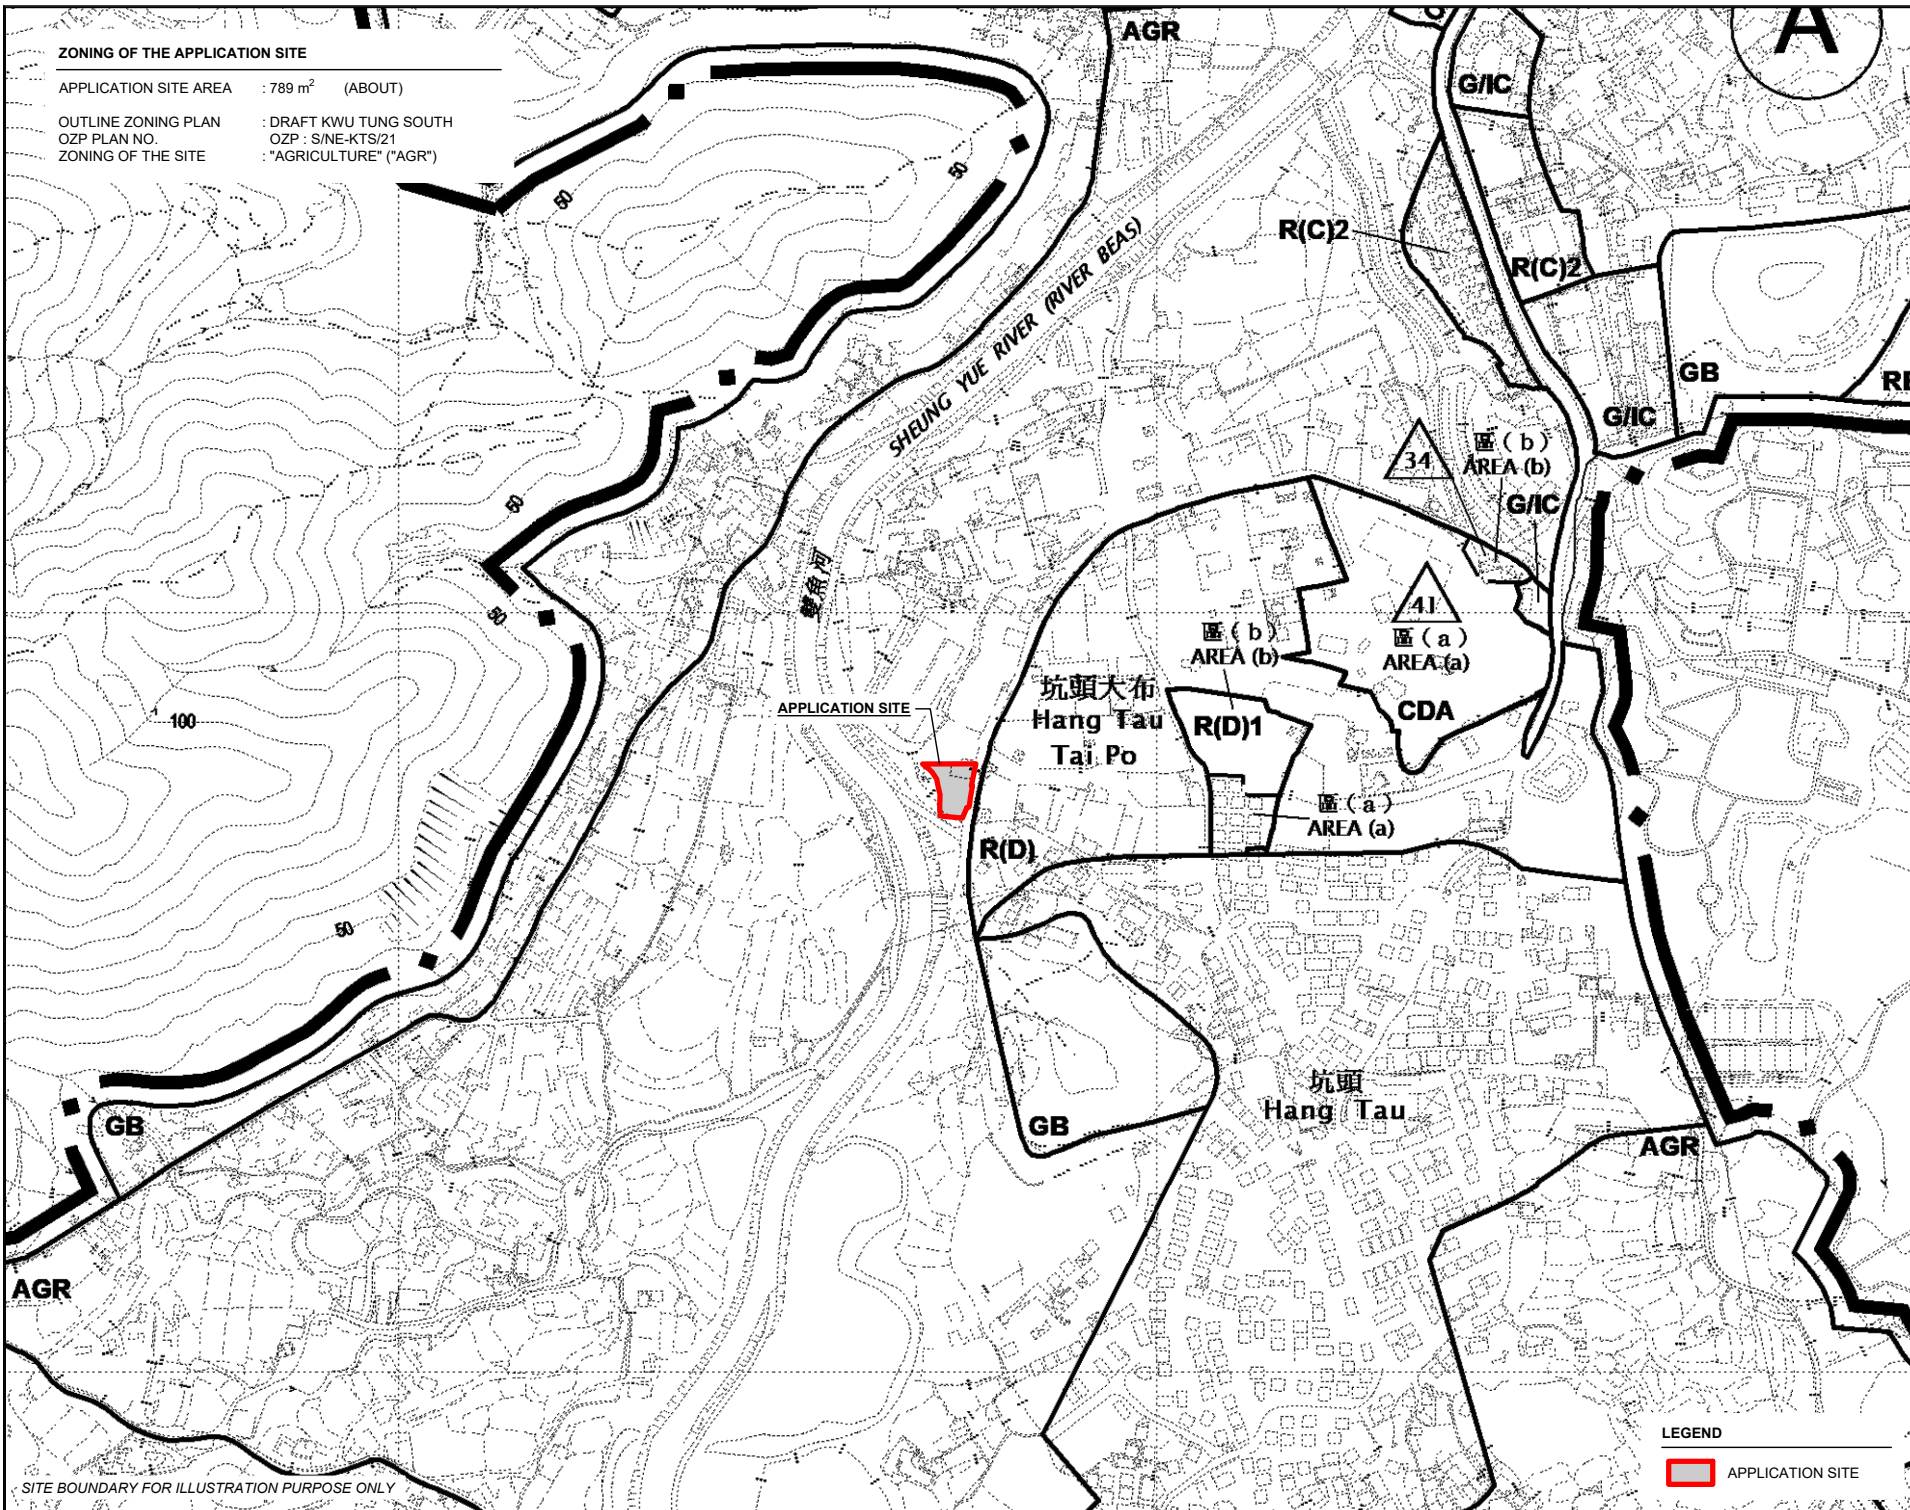 ZONING OF THE APPLICATION SITE
APPLICATION SITE AREA : 789 m² (ABOUT)
OUTLINE ZONING PLAN : DRAFT KWU TUNG SOUTH
OZP PLAN NO. OZP : S/NE-KTS/21
ZONING OF THE SITE : "AGRICULTURE" ("AGR")
AGR
A
G/IC
50
50
R(C)2
R(C)2
SHEUNG YUE RIVER (RIVER BEAS)
GB
G/IC
34
區 ( b )
AREA (b)
G/IC
50
雙魚河
50
41
區 ( a )
AREA (a)
區 ( b )
AREA (b)
坑頭大布
Hang Tau
Tai Po
APPLICATION SITE
100
R(D)1
CDA
區 ( a )
AREA (a)
R(D)
50
坑頭
Hang Tau
GB
GB
AGR
AGR
LEGEND
APPLICATION SITE
SITE BOUNDARY FOR ILLUSTRATION PURPOSE ONLY